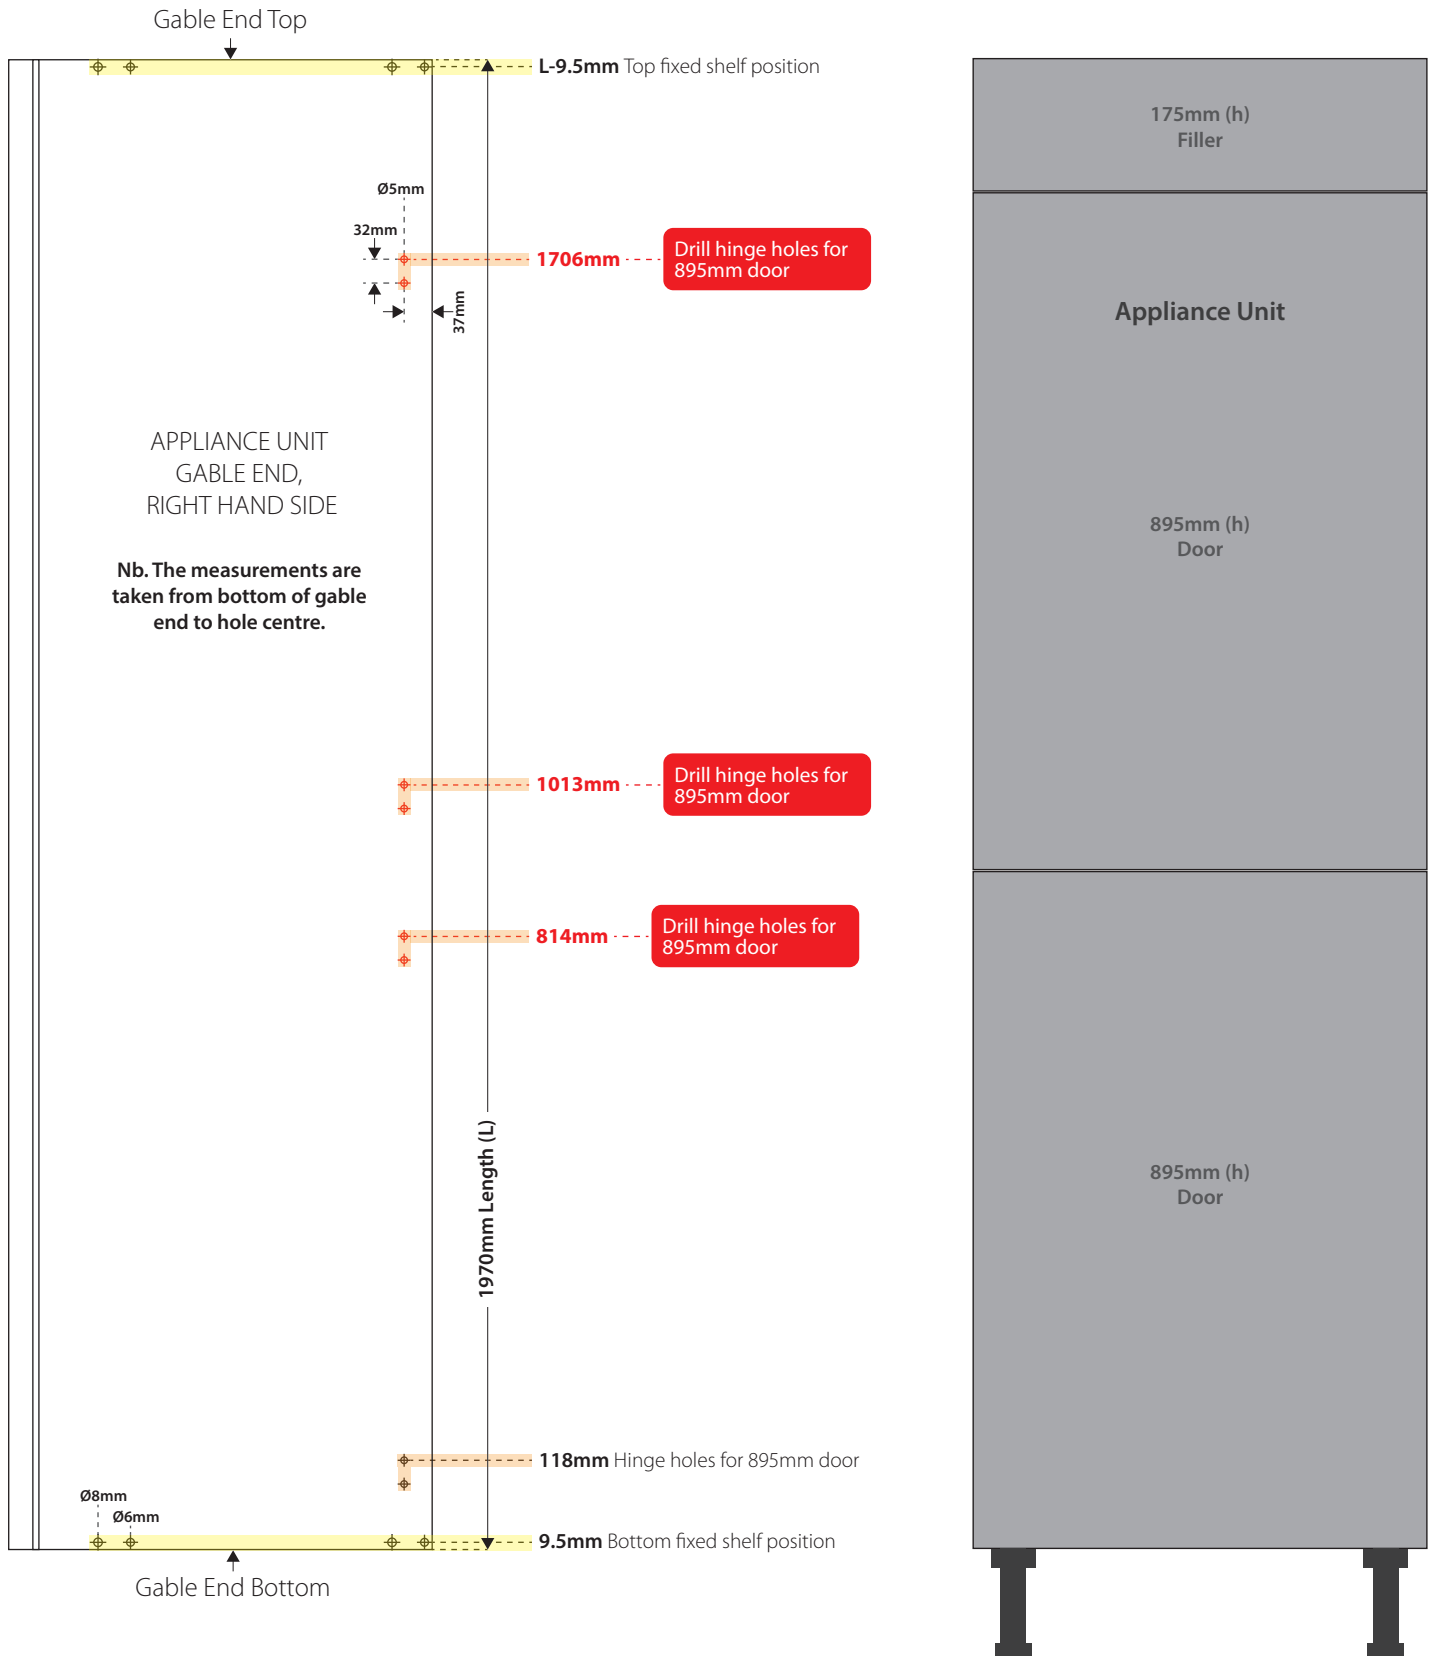 Gable End Top
L-9.5mm Top fixed shelf position
Ø5mm
32mm
1706mm
Drill hinge holes for
895mm door
37mm
APPLIANCE UNIT
GABLE END,
RIGHT HAND SIDE
Nb. The measurements are
taken from bottom of gable
end to hole centre.
1013mm
Drill hinge holes for
895mm door
814mm
Drill hinge holes for
895mm door
1970mm Length (L)
118mm Hinge holes for 895mm door
Ø8mm
Ø6mm
9.5mm Bottom fixed shelf position
Gable End Bottom
175mm (h)
Filler
Appliance Unit
895mm (h)
Door
895mm (h)
Door